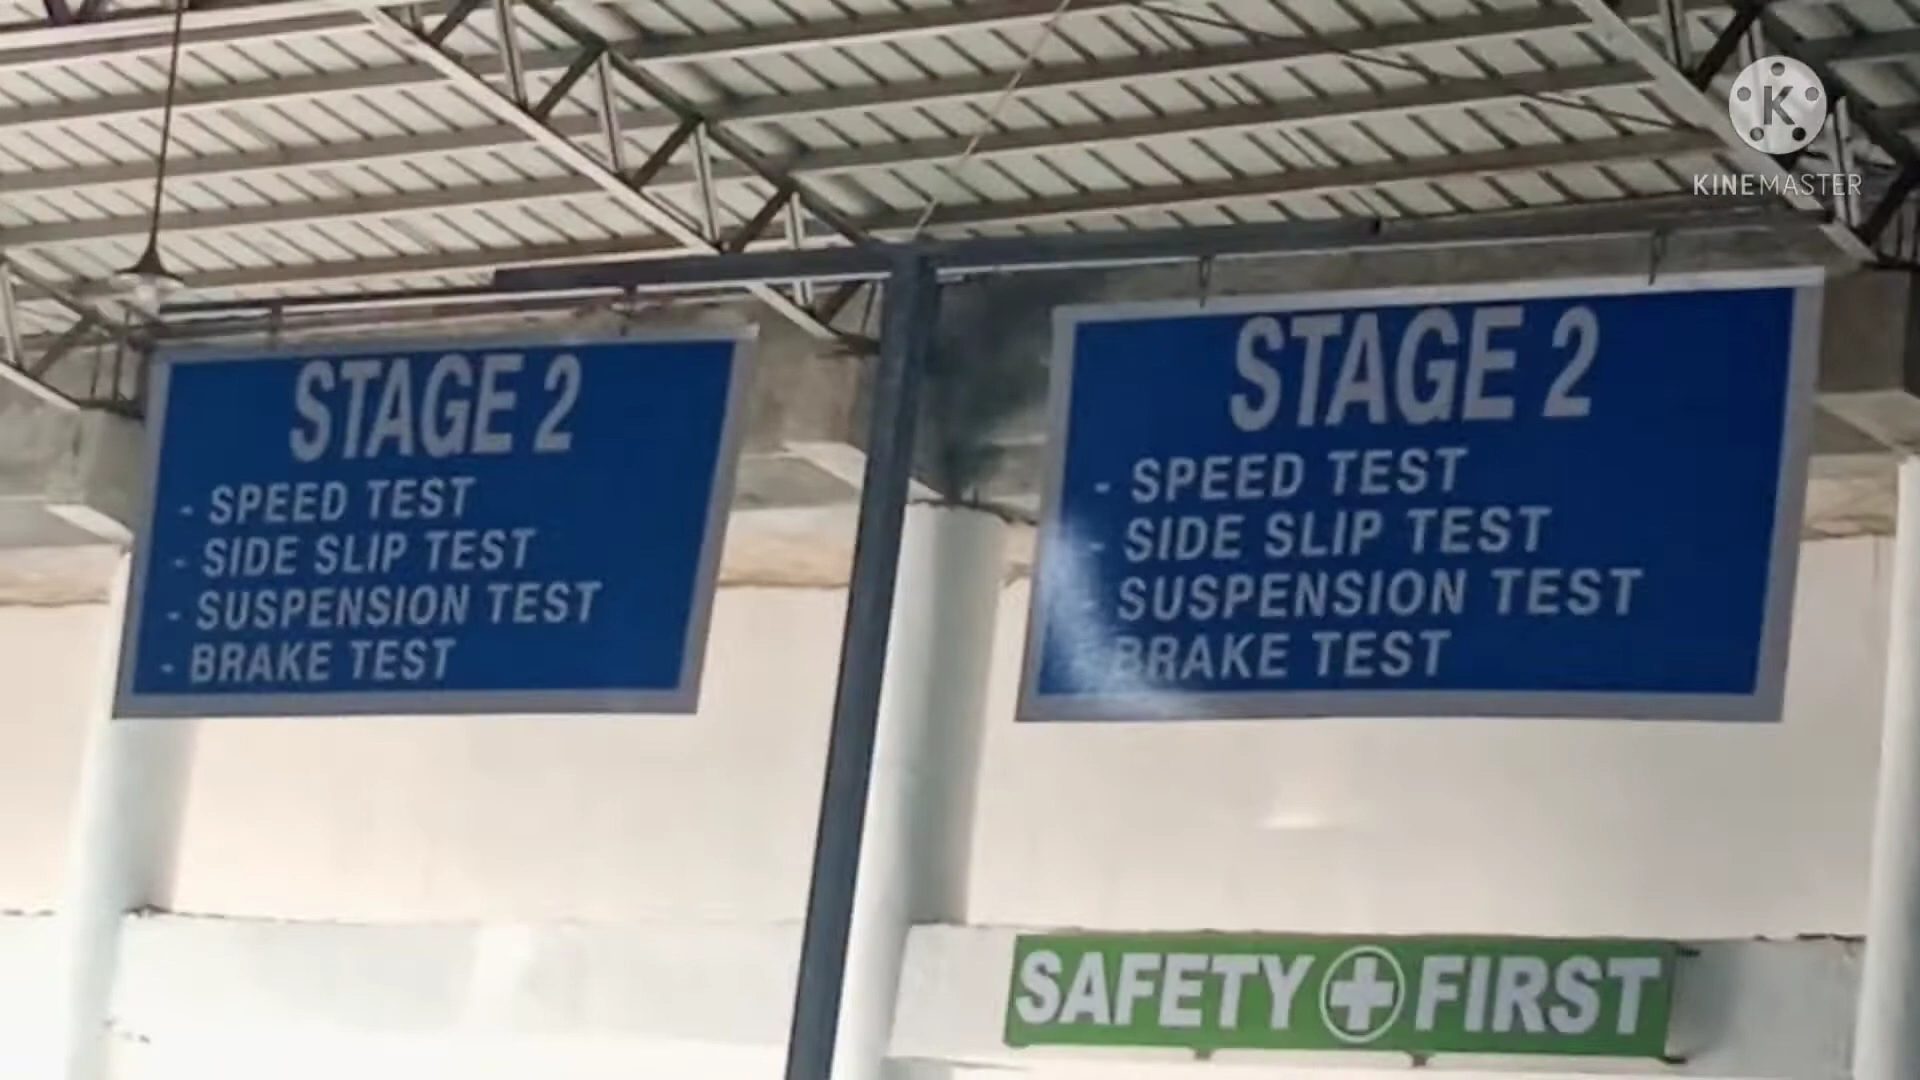 KINEMASTER
STAGE 2
- SPEED TEST
- SIDE SLIP TEST
- SUSPENSION TEST
- BRAKE TEST
STAGE 2
- SPEED TEST
- SIDE SLIP TEST
SUSPENSION TEST
BRAKE TEST
SAFETY FIRST